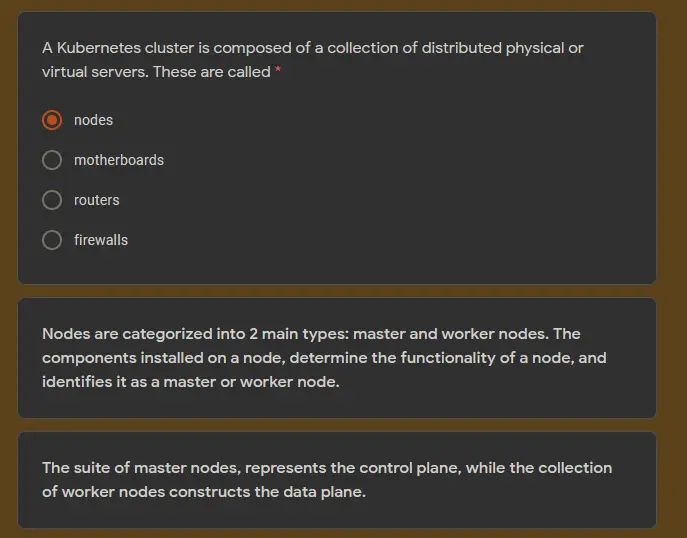 A Kubernetes cluster is composed of a collection of distributed physical or
virtual servers. These are called *
nodes
motherboards
routers
firewalls
Nodes are categorized into 2 main types: master and worker nodes. The
components installed on a node, determine the functionality of a node, and
identifies it as a master or worker node.
The suite of master nodes, represents the control plane, while the collection
of worker nodes constructs the data plane.